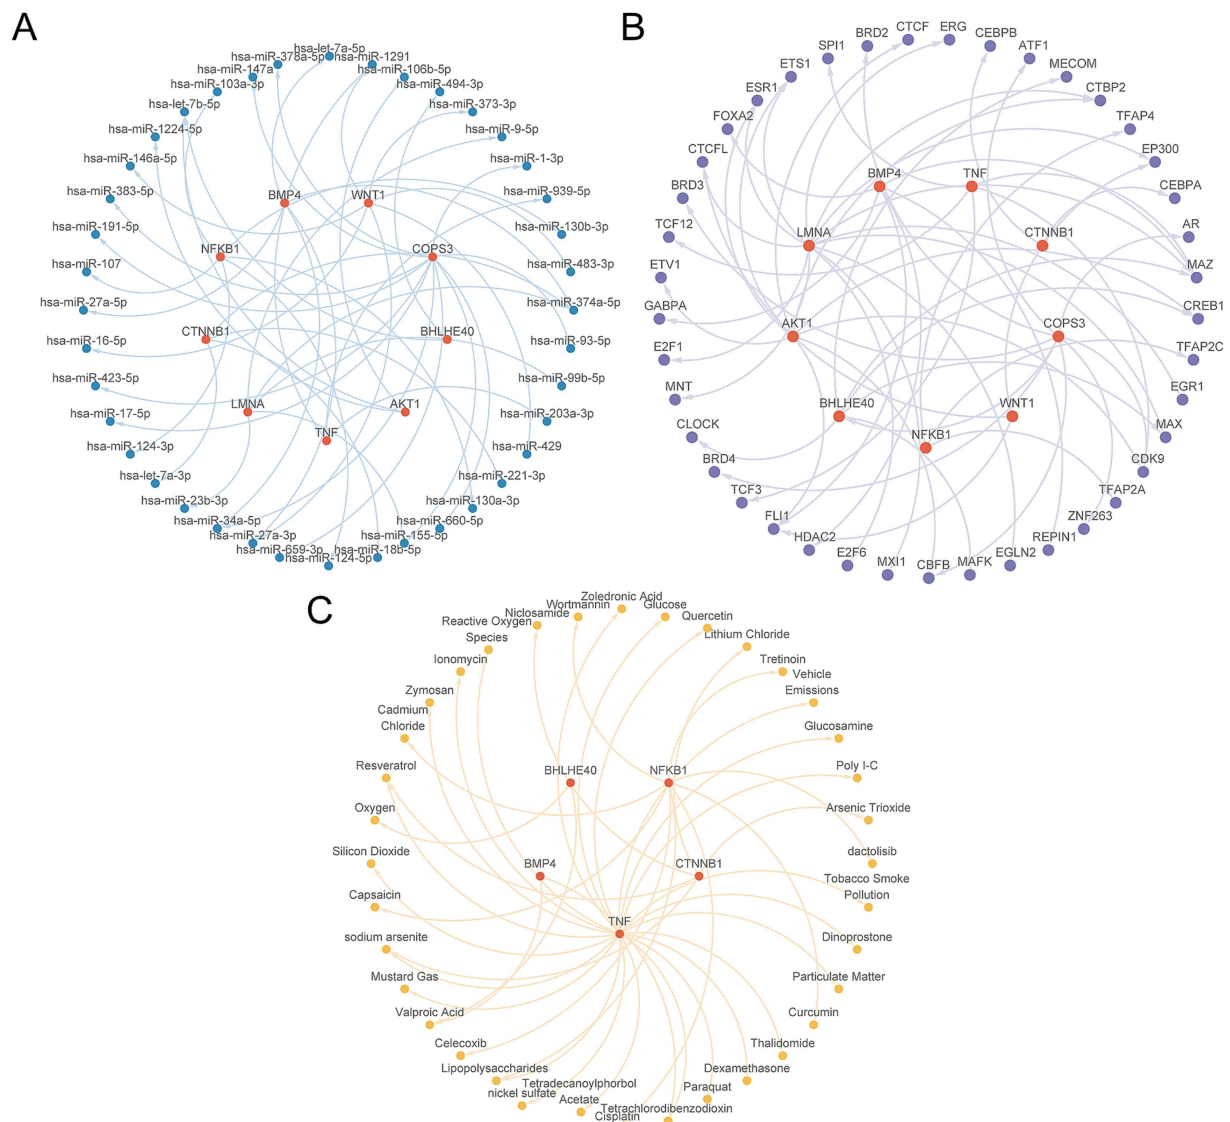 A
hsa-let-7a-5p
hsa-miR-378a-5p
hsa-miR-1291
hsa-miR-147a
hsa-miR-106b-5p
hsa-miR-103a-3p
hsa-miR-494-3p
hsa-let-7b-5p
hsa-miR-373-3p
hsa-miR-1224-5p
hsa-miR-9-5p
hsa-miR-146a-5p
hsa-miR-1-3p
hsa-miR-383-5p
hsa-miR-939-5p
BMP4
WNT1
hsa-miR-191-5p
hsa-miR-130b-3p
NFKB1
COPS3
hsa-miR-107
hsa-miR-483-3p
hsa-miR-27a-5p
hsa-miR-374a-5p
CTNNB1
BHLHE40
hsa-miR-16-5p
hsa-miR-93-5p
hsa-miR-423-5p
hsa-miR-99b-5p
LMNA
AKT1
hsa-miR-17-5p
hsa-miR-203a-3p
TNF
hsa-miR-124-3p
hsa-miR-429
hsa-let-7a-3p
hsa-miR-221-3p
hsa-miR-23b-3p
hsa-miR-130a-3p
hsa-miR-34a-5p
hsa-miR-660-5p
hsa-miR-27a-3p
hsa-miR-155-5p
hsa-miR-659-3p
hsa-miR-18b-5p
hsa-miR-124-5p
B
CTCF
ERG
BRD2
CEBPB
SPI1
ATF1
ETS1
MECOM
ESR1
CTBP2
FOXA2
TFAP4
CTCFL
EP300
BMP4
TNF
BRD3
CEBPA
TCF12
AR
LMNA
CTNNB1
ETV1
MAZ
GABPA
CREB1
AKT1
COPS3
E2F1
TFAP2C
MNT
EGR1
BHLHE40
WNT1
CLOCK
MAX
NFKB1
BRD4
CDK9
TCF3
TFAP2A
FLI1
ZNF263
HDAC2
REPIN1
E2F6
EGLN2
MXI1
MAFK
CBFB
C
Zoledronic Acid
Wortmannin
Glucose
Niclosamide
Quercetin
Reactive Oxygen
Species
Lithium Chloride
Ionomycin
Tretinoin
Zymosan
Vehicle
Emissions
Cadmium
Chloride
Glucosamine
Resveratrol
BHLHE40
NFKB1
Poly I-C
Oxygen
Arsenic Trioxide
Silicon Dioxide
BMP4
CTNNB1
dactolisib
Capsaicin
Tobacco Smoke
Pollution
TNF
sodium arsenite
Dinoprostone
Mustard Gas
Particulate Matter
Valproic Acid
Curcumin
Celecoxib
Thalidomide
Lipopolysaccharides
Dexamethasone
nickel sulfate
Tetradecanoylphorbol
Acetate
Paraquat
Cisplatin
Tetrachlorodibenzodioxin